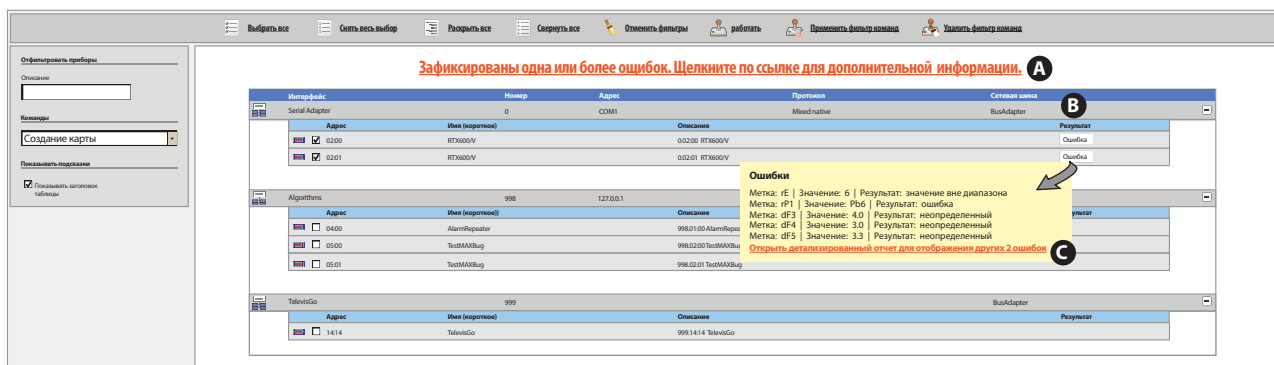 Выбрать все Снять весь выбор Раскрыть все Свернуть все Отменить фильтры работать Применить фильтр команд Удалить фильтр команд
Отфильтровать приборы
Описание
Команды
Создание карты
Показывать подсказки
Показывать заголовок
таблицы
Зафиксированы одна или более ощибок. Щелкните по ссылке для дополнительной информации. A
Интерфейс Номер Адрес Протокол Сетевая шина
Serial Adapter 0 COM1 Mixed native BusAdapter B
Адрес Имя (короткое) Описание Результат
02:00 RTX600/V 0.02:00 RTX600/V Ошибка
02:01 RTX600/V 0.02:01 RTX600/V Ошибка
Ошибки
Метка: rE | Значение: 6 | Результат: значение вне диапазона
Метка: rP1 | Значение: Pb6 | Результат: ошибка
Метка: dF3 | Значение: 4.0 | Результат: неопределенный
Метка: dF4 | Значение: 3.0 | Результат: неопределенный
Метка: dF5 | Значение: 3.3 | Результат: неопределенный
Открыть детализированный отчет для отображения других 2 ошибок C
Algorithms 998 127.0.0.1
Адрес Имя (короткое)) Описание
04:00 AlarmRepeater 998.01:00 AlarmRepea
05:00 TestMAXBug 998.02:00 TestMAXBu
05:01 TestMAXBug 998.02:01 TestMAXBug
TelevisGo 999 BusAdapter
Адрес Имя (короткое) Описание Результат
14:14 TelevisGo 999.14:14 TelevisGo